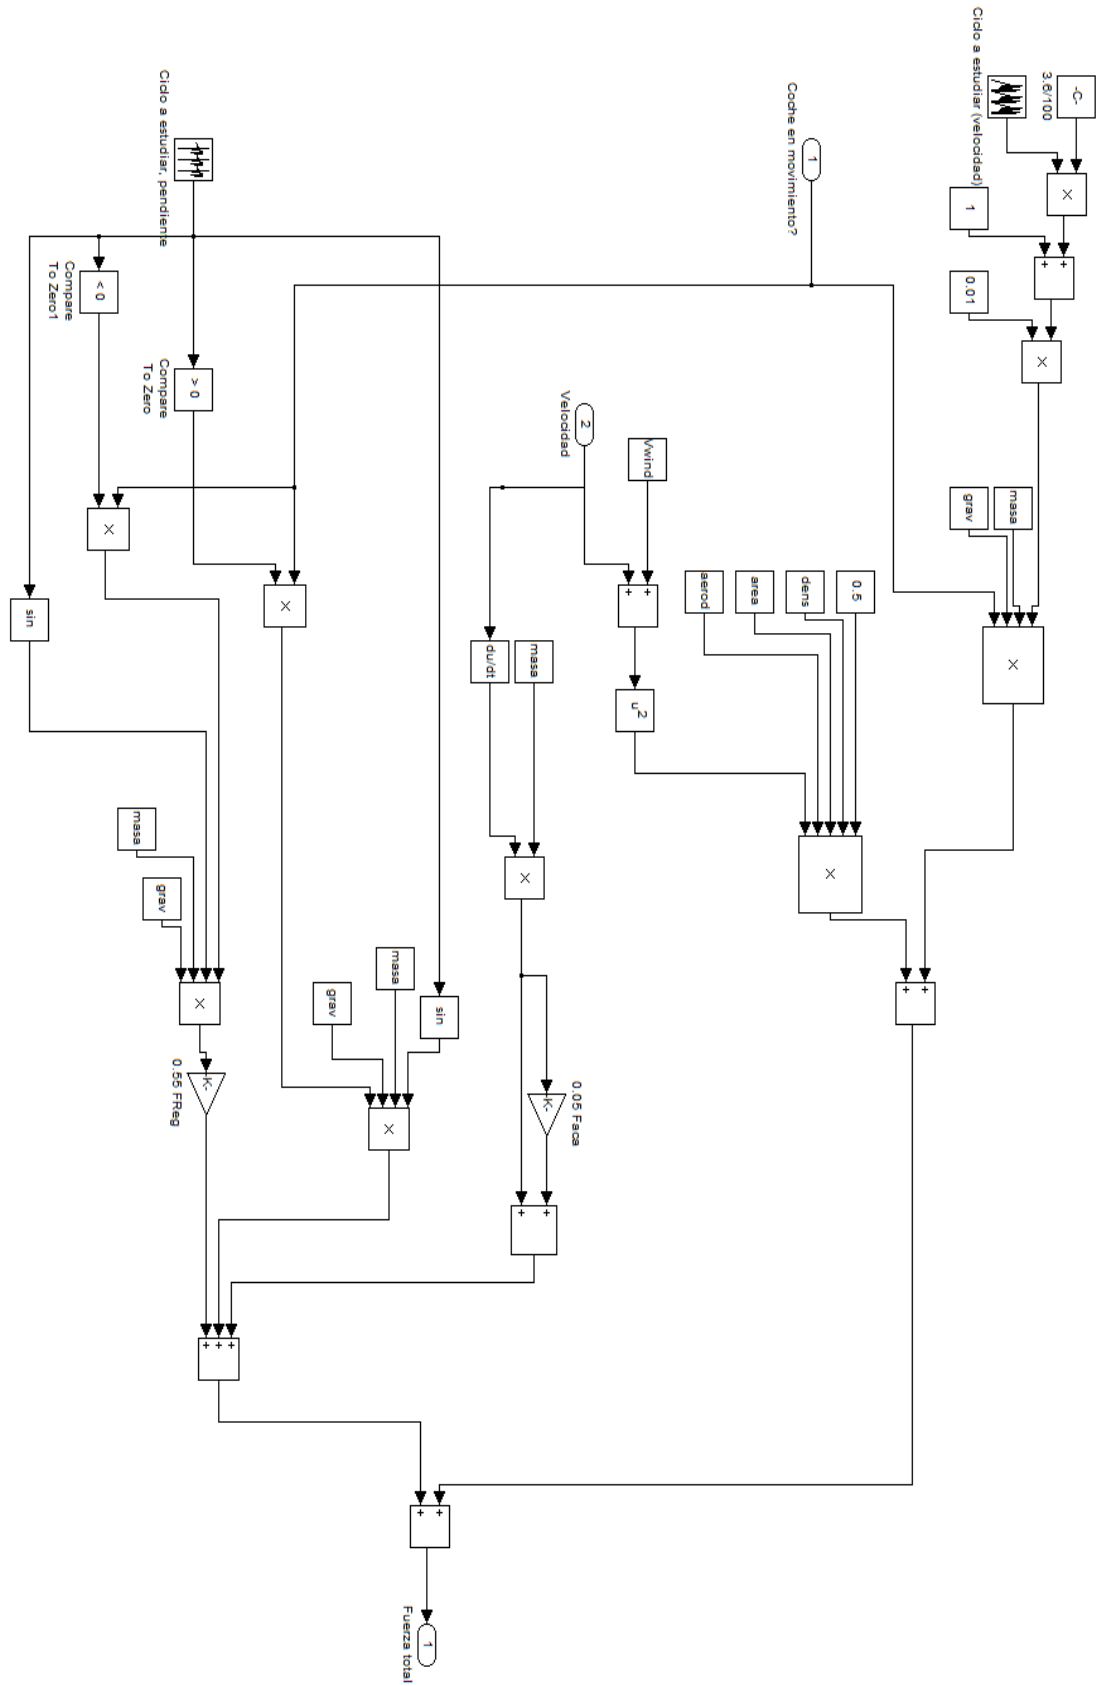 -C-
3.6/100
Ciclo a estudiar (velocidad)
X
1
+
+
0.01
X
masa
grav
X
1
Coche en movimiento?
0.5
dens
area
aerod
X
Vwind
2
Velocidad
+
+
u2
masa
du/dt
X
-K-
0.05 Faca
+
+
+
+
Ciclo a estudiar, pendiente
> 0
Compare
To Zero
< 0
Compare
To Zero1
X
X
sin
masa
grav
X
sin
masa
grav
X
-K-
0.55 FReg
+
+
+
+
+
1
Fuerza total